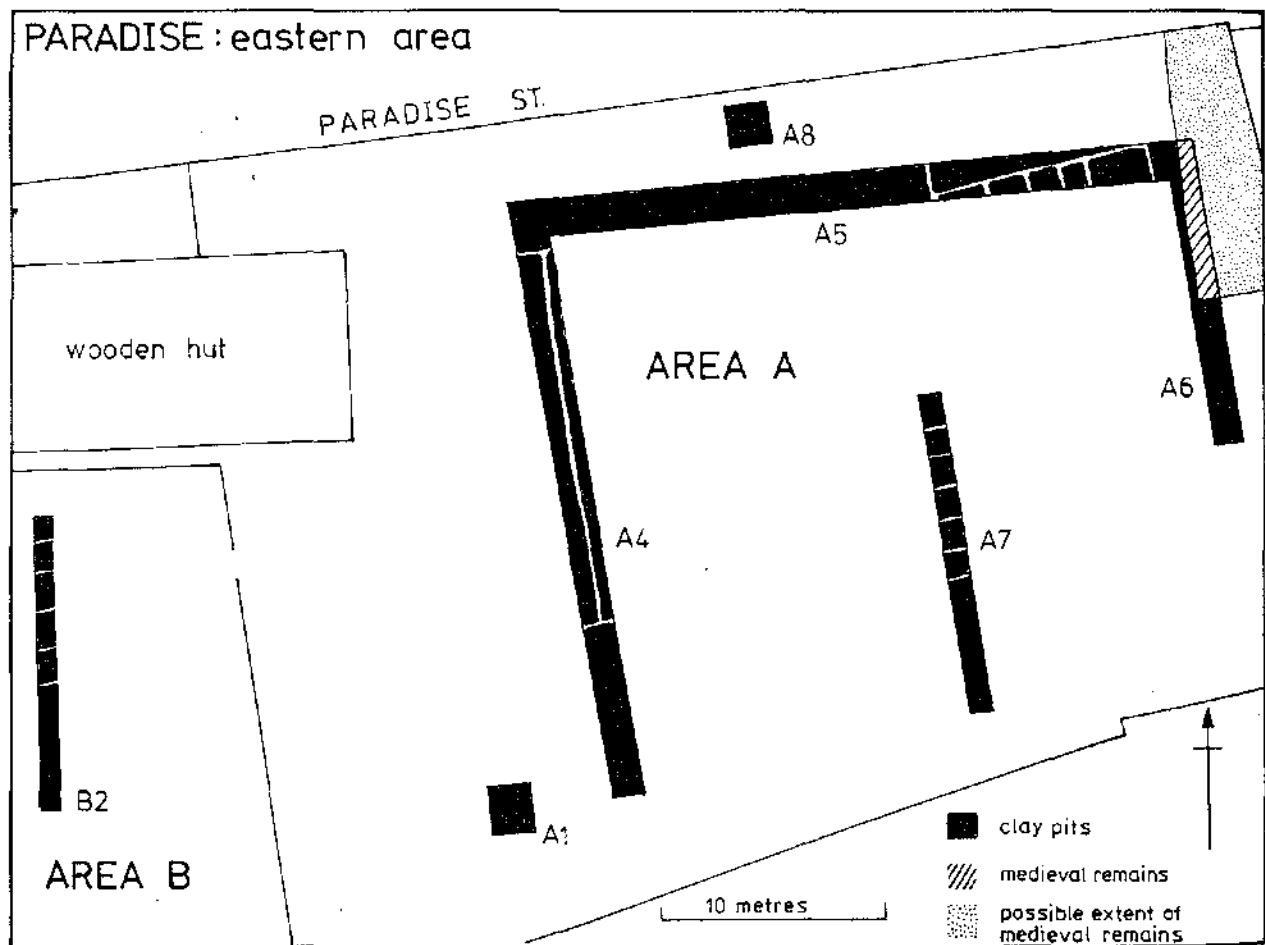 PARADISE : eastern area
PARADISE ST.
A8
A5
wooden hut
AREA A
A6
A4
A7
B2
A1
AREA B
10 metres
clay pits
medieval remains
possible extent of
medieval remains